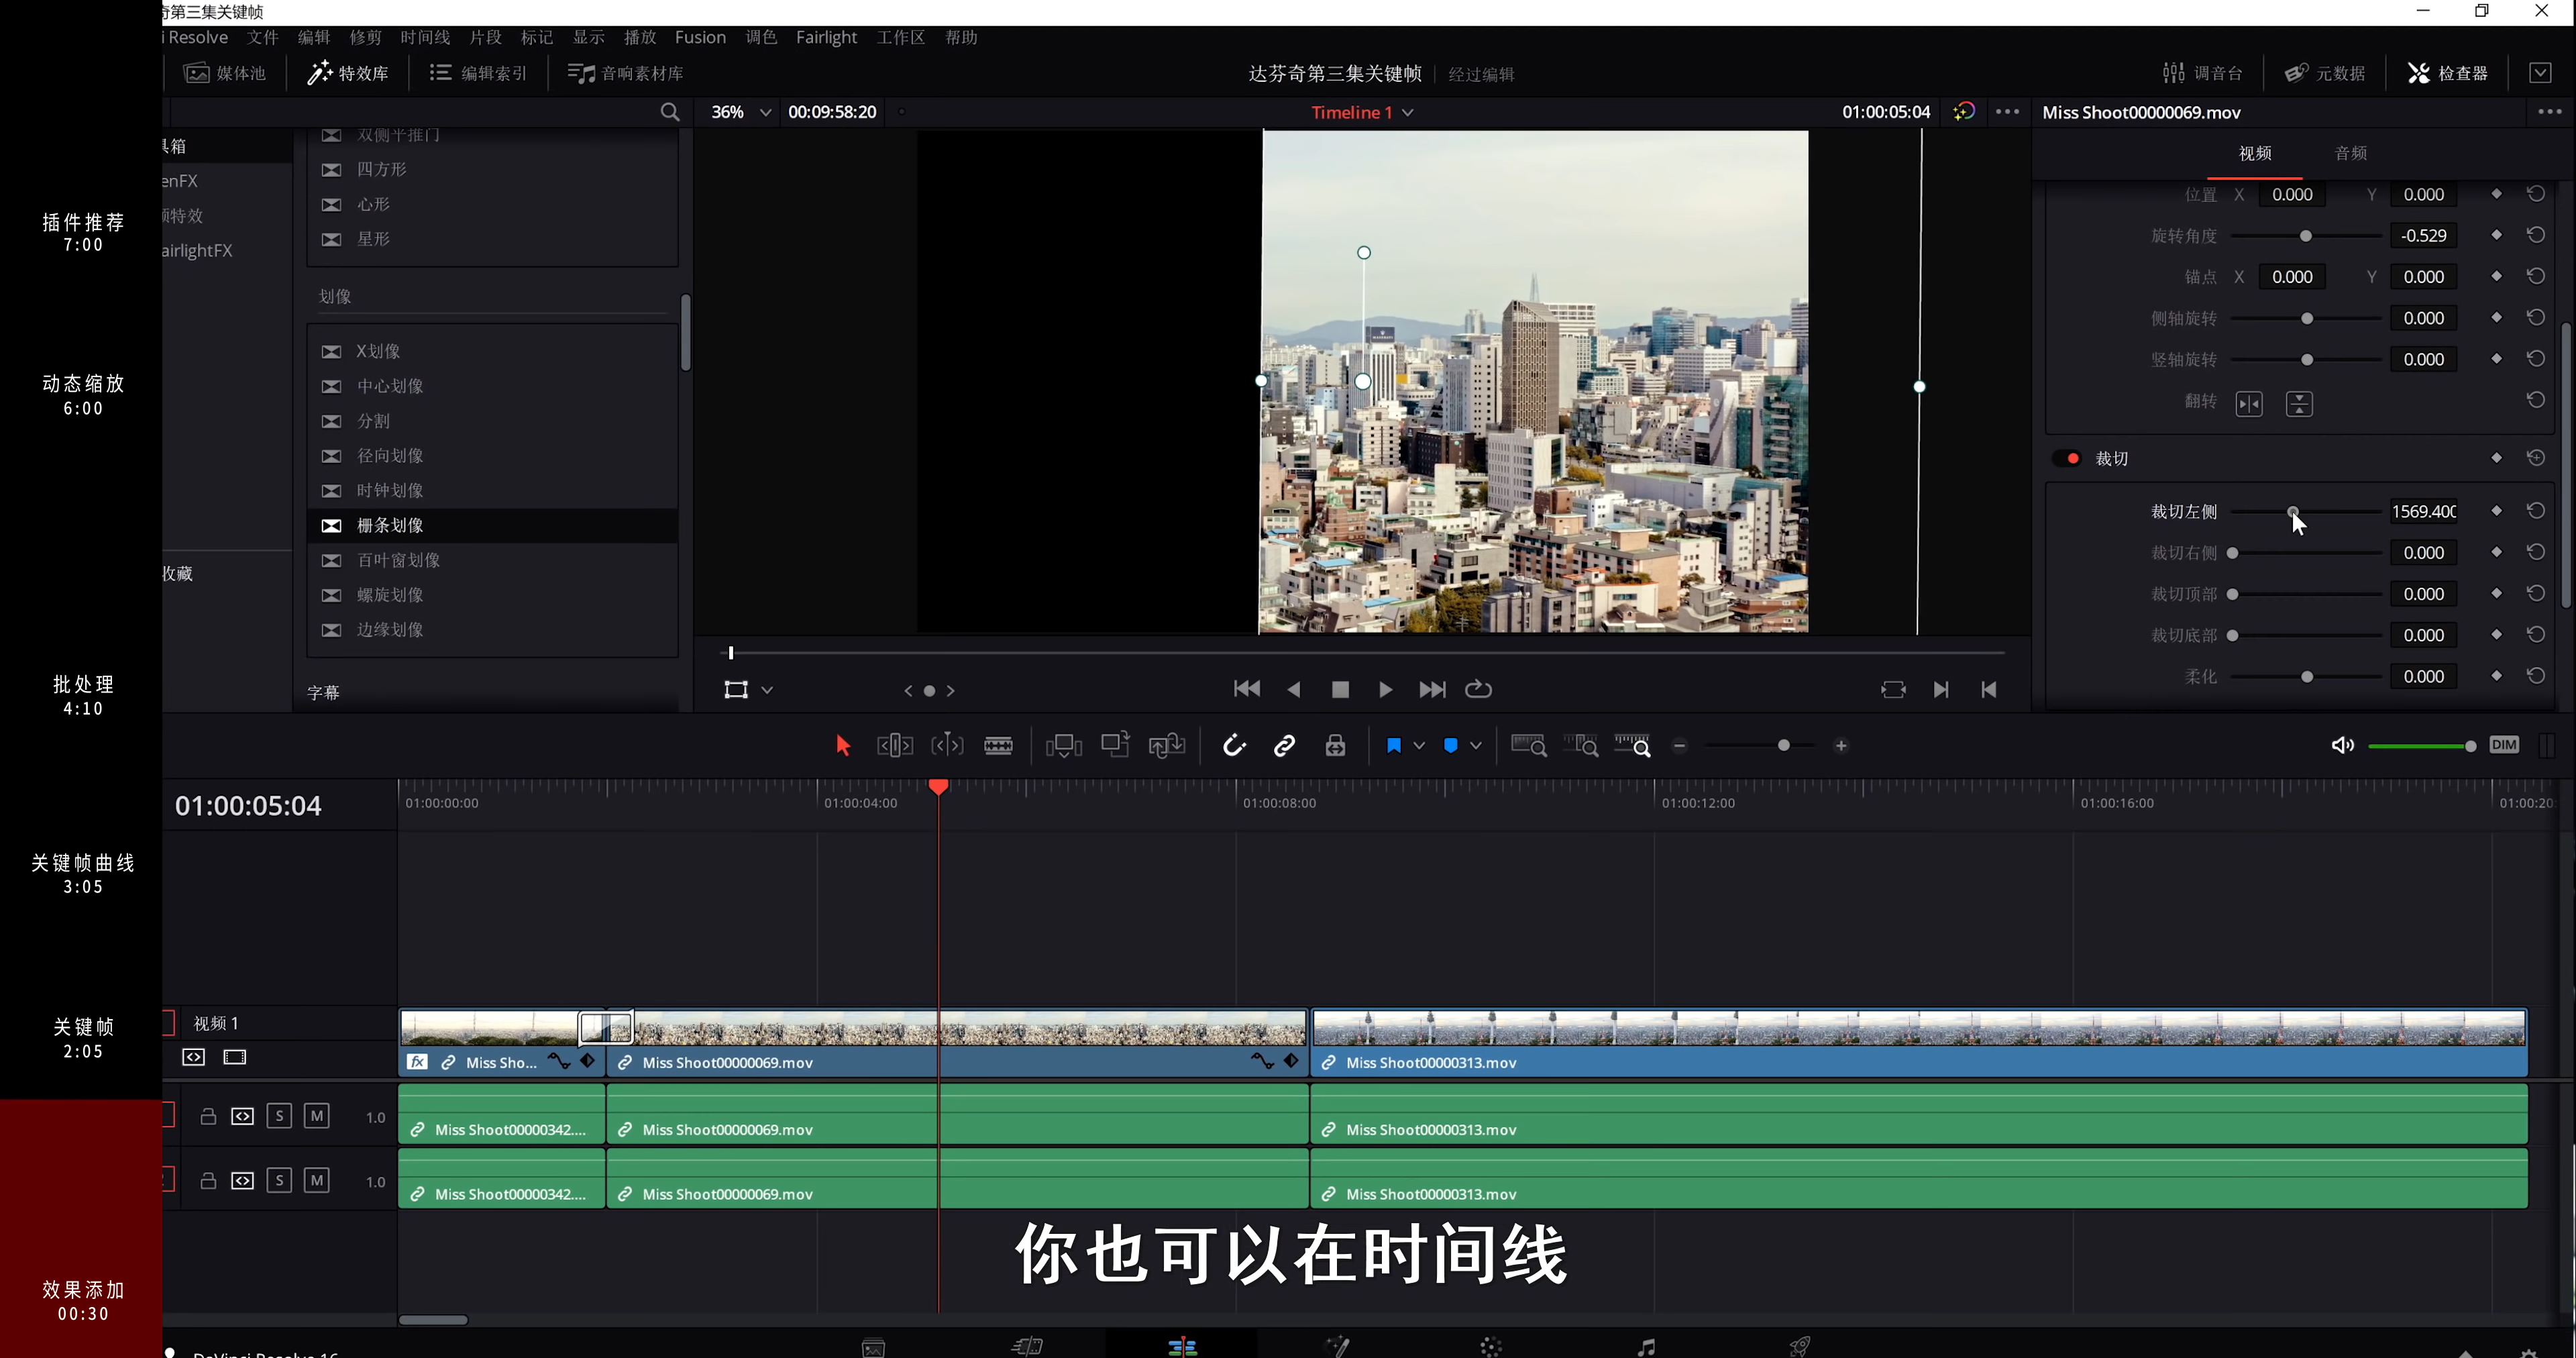 奇第三集关键帧
i Resolve 文件 编辑 修剪 时间线 片段 标记 显示 播放 Fusion 调色 Fairlight 工作区 帮助
媒体池 特效库 编辑索引 音响素材库
达芬奇第三集关键帧 经过编辑
调音台 元数据 检查器
36% 00:09:58:20
Timeline 1
01:00:05:04
Miss Shoot00000069.mov
视频 音频
具箱
enFX
频特效
airlightFX
收藏
双侧平推门
四方形
心形
星形
划像
X划像
中心划像
分割
径向划像
时钟划像
栅条划像
百叶窗划像
螺旋划像
边缘划像
字幕
位置 X 0.000 Y 0.000
旋转角度 -0.529
锚点 X 0.000 Y 0.000
侧轴旋转 0.000
竖轴旋转 0.000
翻转
裁切
裁切左侧 1569.400
裁切右侧 0.000
裁切顶部 0.000
裁切底部 0.000
柔化 0.000
DIM
插件推荐
7:00
动态缩放
6:00
批处理
4:10
关键帧曲线
3:05
关键帧
2:05
效果添加
00:30
01:00:05:04
01:00:00:00 01:00:04:00 01:00:08:00 01:00:12:00 01:00:16:00 01:00:20:
视频 1
fx Miss Sho... Miss Shoot00000069.mov Miss Shoot00000313.mov
S M 1.0
Miss Shoot00000342.... Miss Shoot00000069.mov Miss Shoot00000313.mov
S M 1.0
Miss Shoot00000342.... Miss Shoot00000069.mov Miss Shoot00000313.mov
你也可以在时间线
DaVinci Resolve 16